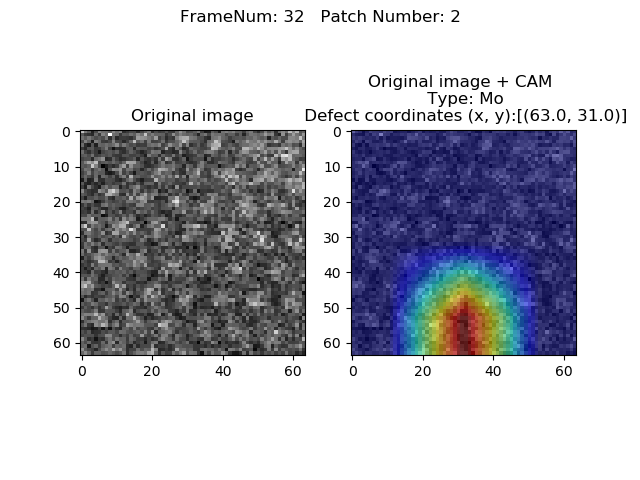 FrameNum: 32   Patch Number: 2
Original image
0
10
20
30
40
50
60
0 20 40 60
Original image + CAM
Type: Mo
Defect coordinates (x, y):[(63.0, 31.0)]
0
10
20
30
40
50
60
0 20 40 60